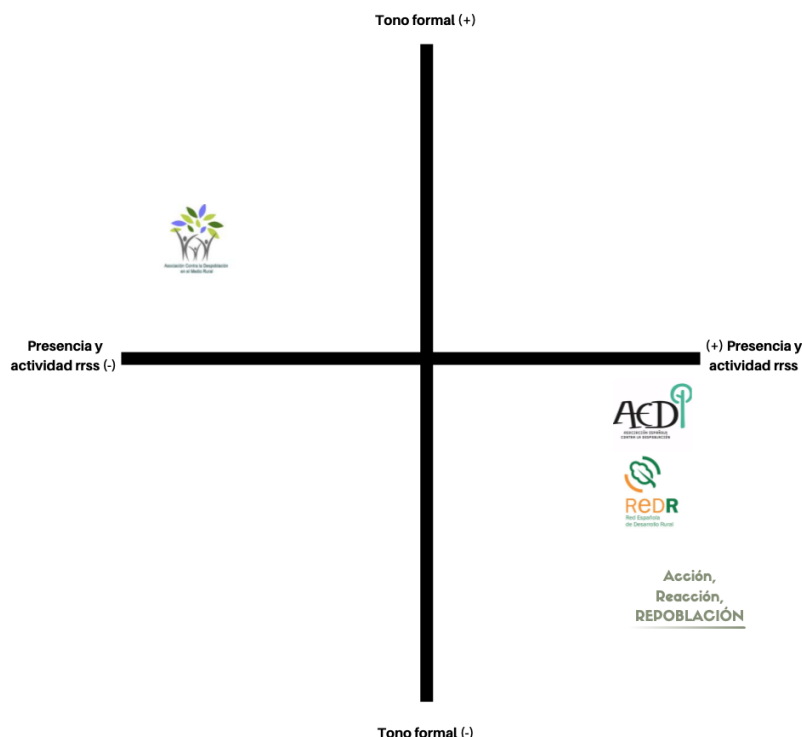 Tono formal (+)
Asociación Contra la Despoblación
en el Medio Rural
Presencia y
actividad rrss (-)
(+) Presencia y
actividad rrss
AEDP
ASOCIACIÓN ESPAÑOLA
CONTRA LA DESPOBLACIÓN
REDR
Red Española
de Desarrollo Rural
Acción,
Reacción,
REPOBLACIÓN
Tono formal (-)